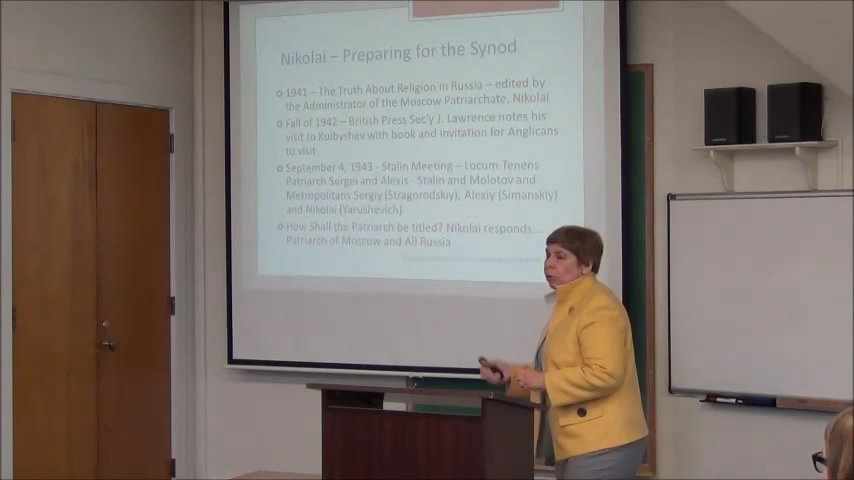 Nikolai – Preparing for the Synod
1941 – The Truth About Religion in Russia – edited by
the Administrator of the Moscow Patriarchate, Nikolai
Fall of 1942 – British Press Sec'y J. Lawrence notes his
visit to Kuibyshev with book and invitation for Anglicans
to visit
September 4, 1943 - Stalin Meeting – Locum Tenens
Patriarch Sergei and Alexis - Stalin and Molotov and
Metropolitans Sergiy (Stragorodskiy), Alexiy (Simanskiy)
and Nikolai (Yarushevich)
How Shall the Patriarch be titled? Nikolai responds....
Patriarch of Moscow and All Russia